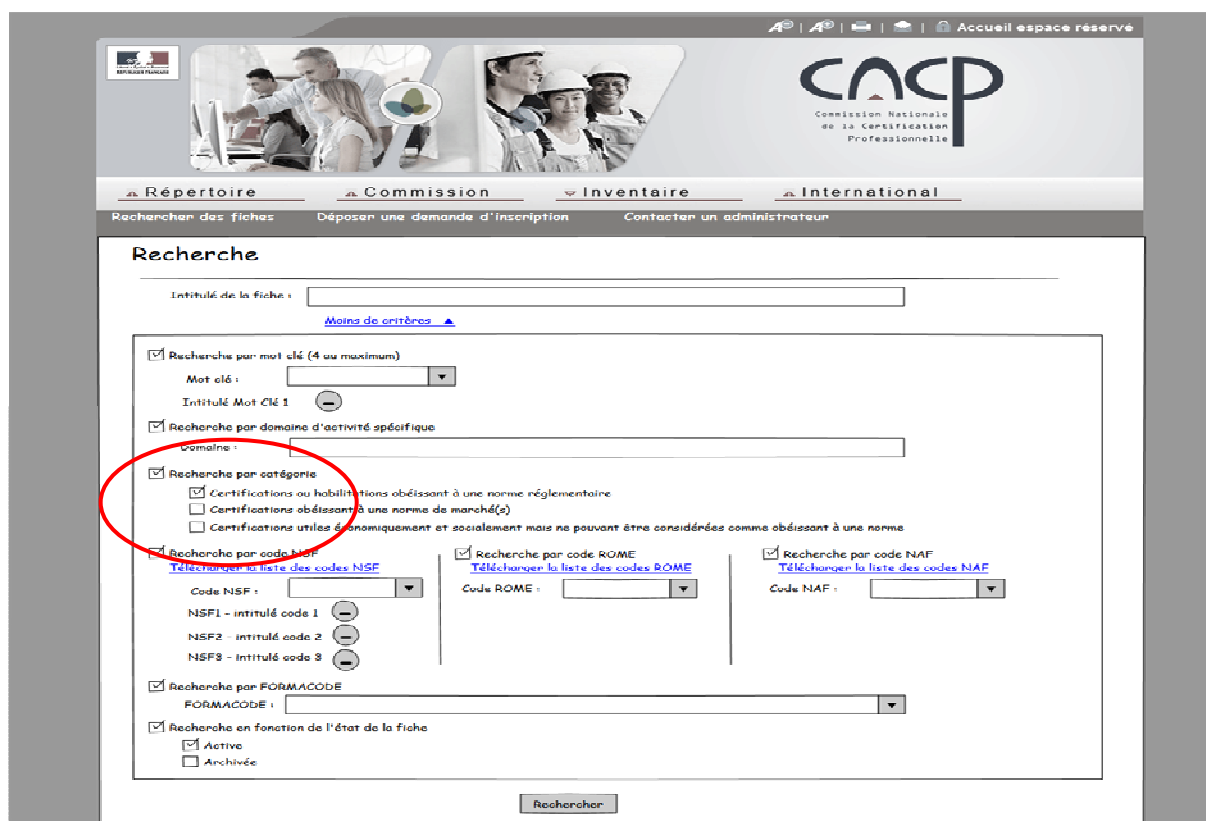 Accueil espace réservé
RÉPUBLIQUE FRANÇAISE
CNCP
Commission Nationale
de la Certification
Professionnelle
Répertoire Commission Inventaire International
Rechercher des fiches Déposer une demande d'inscription Contacter un administrateur
Recherche
Intitulé de la fiche :
Moins de critères
Recherche par mot clé (4 au maximum)
Mot clé :
Intitulé Mot Clé 1
Recherche par domaine d'activité spécifique
Domaine :
Recherche par catégorie
Certifications ou habilitations obéissant à une norme réglementaire
Certifications obéissant à une norme de marché(s)
Certifications utiles économiquement et socialement mais ne pouvant être considérées comme obéissant à une norme
Recherche par code NSF Recherche par code ROME Recherche par code NAF
Télécharger la liste des codes NSF Télécharger la liste des codes ROME Télécharger la liste des codes NAF
Code NSF : Code ROME : Code NAF :
NSF1 - intitulé code 1
NSF2 - intitulé code 2
NSF3 - intitulé code 3
Recherche par FORMACODE
FORMACODE :
Recherche en fonction de l'état de la fiche
Active
Archivée
Rechercher